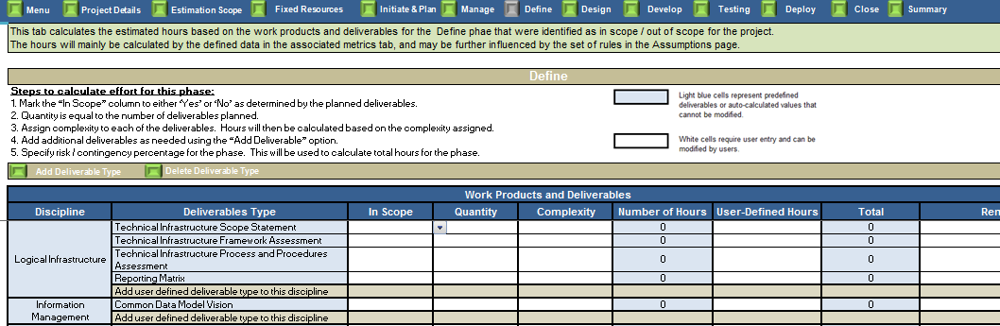 Menu Project Details Estimation Scope Fixed Resources Initiate & Plan Manage Define Design Develop Testing Deploy Close Summary
This tab calculates the estimated hours based on the work products and deliverables for the Define phae that were identified as in scope / out of scope for the project.
The hours will mainly be calculated by the defined data in the associated metrics tab, and may be further influenced by the set of rules in the Assumptions page.
Define
Steps to calculate effort for this phase:
1. Mark the "In Scope" column to either 'Yes' or 'No' as determined by the planned deliverables.
2. Quantity is equal to the number of deliverables planned.
3. Assign complexity to each of the deliverables. Hours will then be calculated based on the complexity assigned.
4. Add additional deliverables as needed using the "Add Deliverable" option.
5. Specify risk / contingency percentage for the phase. This will be used to calculate total hours for the phase.
Light blue cells represent predefined
deliverables or auto-calculated values that
cannot be modified.
White cells require user entry and can be
modified by users.
Add Deliverable Type Delete Deliverable Type
Work Products and Deliverables
Discipline Deliverables Type In Scope Quantity Complexity Number of Hours User-Defined Hours Total Ren
Logical Infrastructure
Technical Infrastructure Scope Statement 0 0
Technical Infrastructure Framework Assessment 0 0
Technical Infrastructure Process and Procedures
Assessment 0 0
Reporting Matrix 0 0
Add user defined deliverable type to this discipline
Information
Management
Common Data Model Vision 0 0
Add user defined deliverable type to this discipline